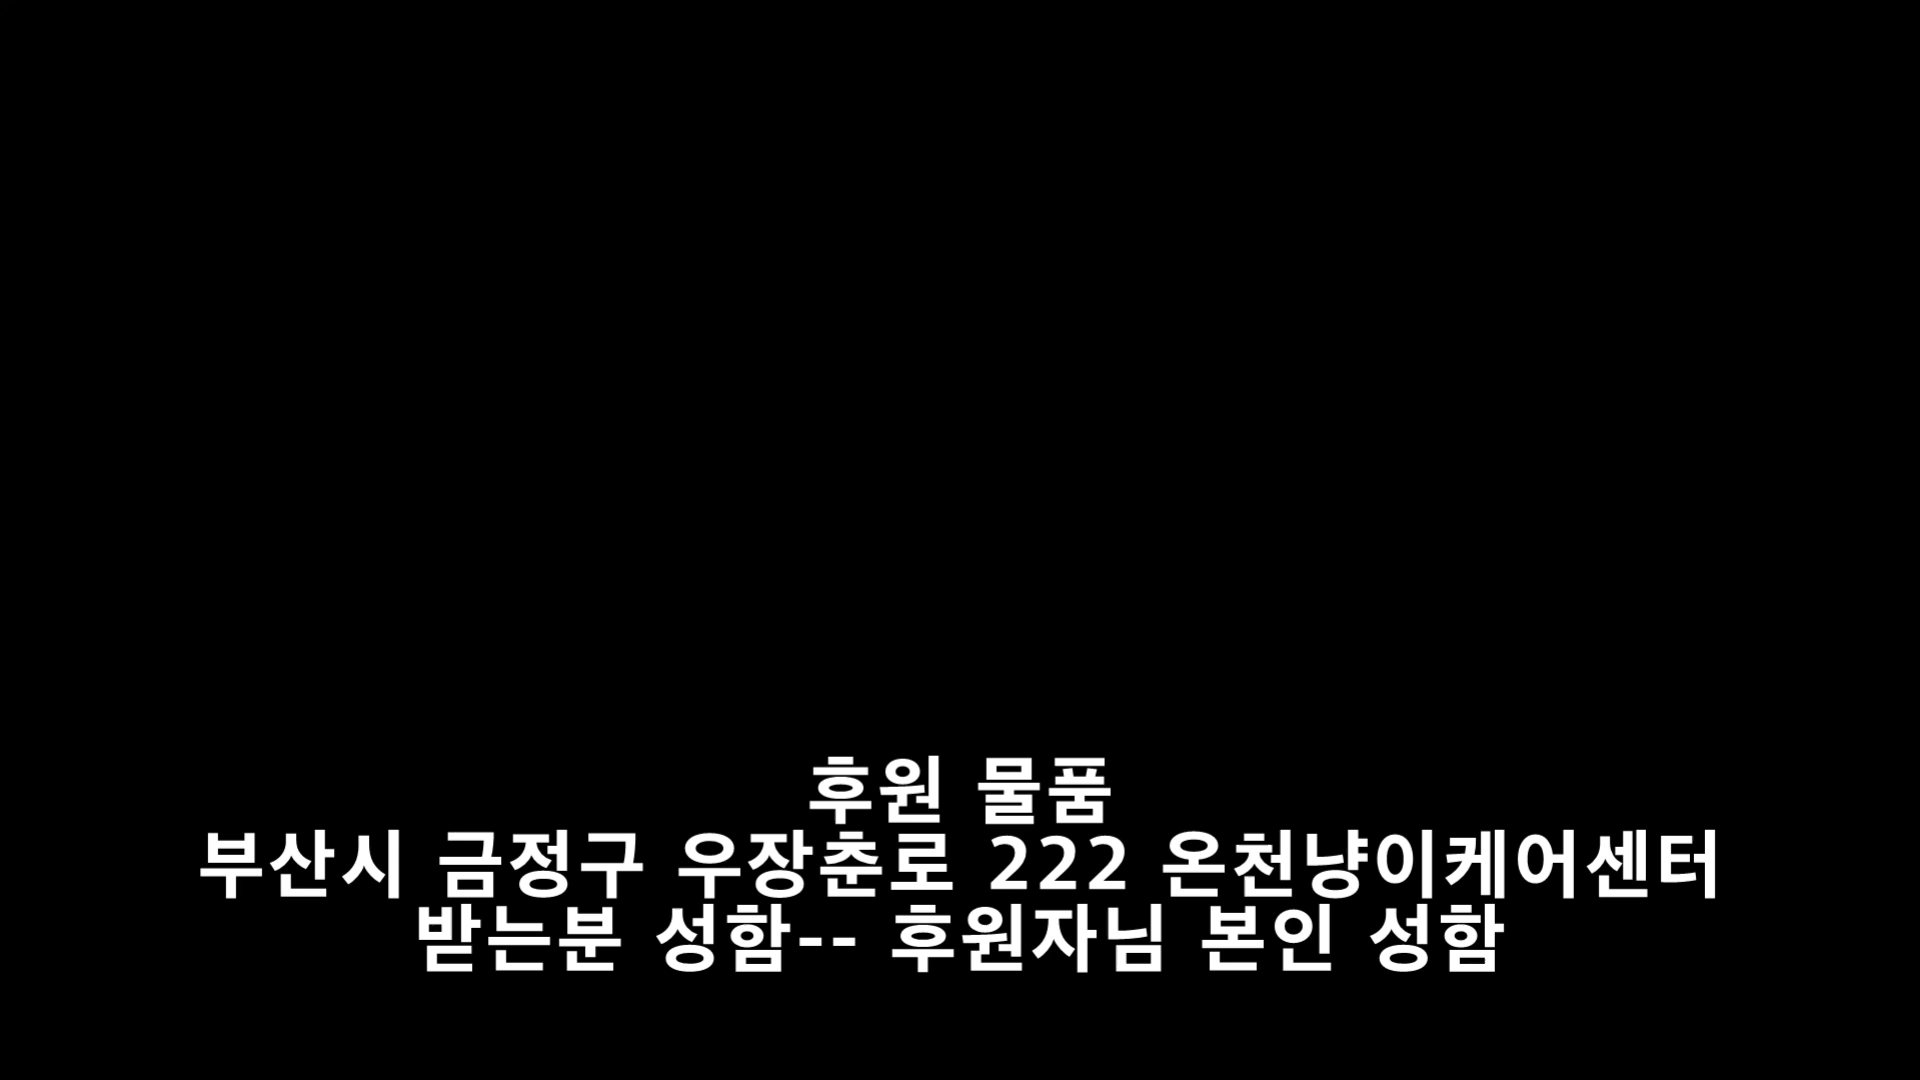 후원 물품
부산시 금정구 우장춘로 222 온천냥이케어센터
받는분 성함-- 후원자님 본인 성함